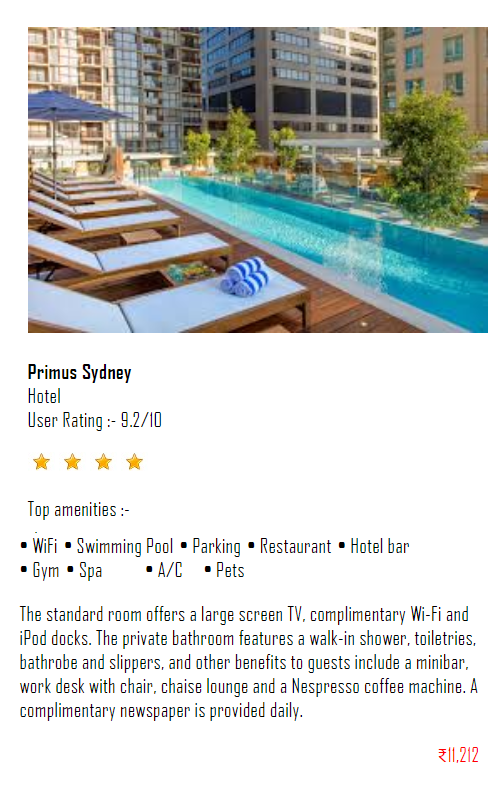 Primus Sydney
Hotel
User Rating :- 9.2/10
Top amenities :-
• WiFi • Swimming Pool • Parking • Restaurant • Hotel bar
• Gym • Spa • A/C • Pets
The standard room offers a large screen TV, complimentary Wi-Fi and
iPod docks. The private bathroom features a walk-in shower, toiletries,
bathrobe and slippers, and other benefits to guests include a minibar,
work desk with chair, chaise lounge and a Nespresso coffee machine. A
complimentary newspaper is provided daily.
₹11,212